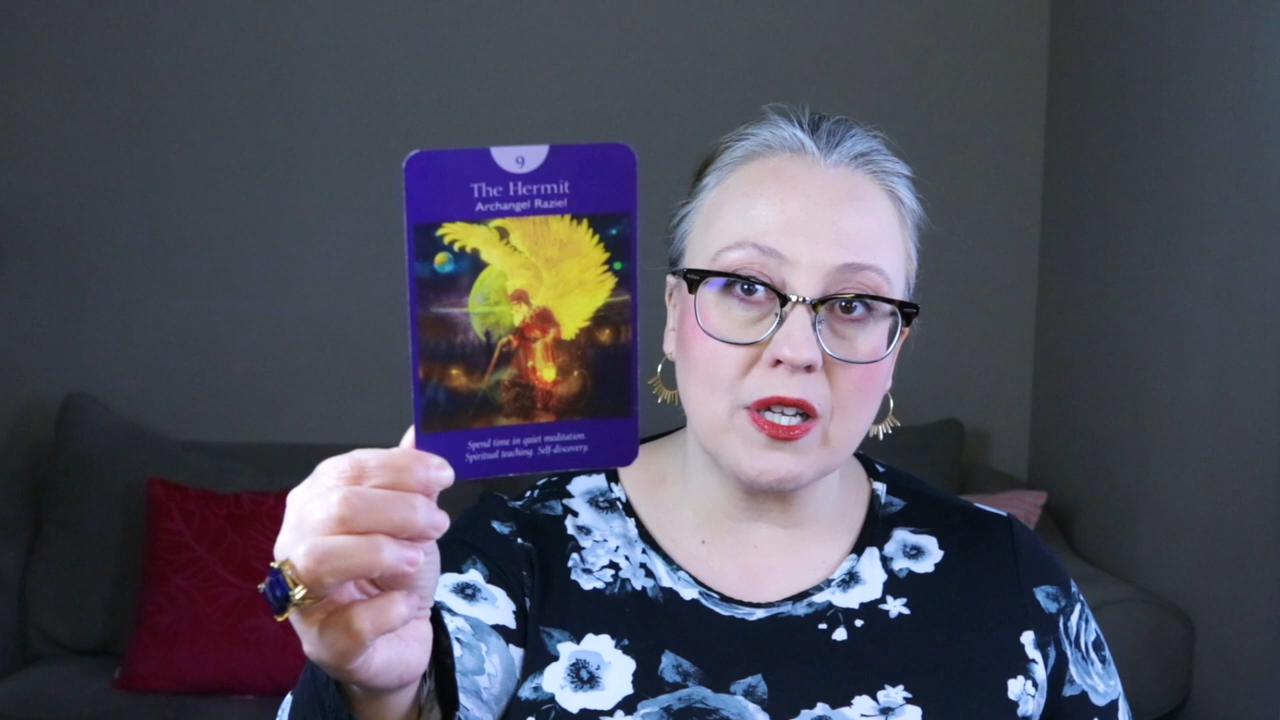 9
The Hermit
Archangel Raziel
Spend time in quiet meditation.
Spiritual teaching. Self-discovery.